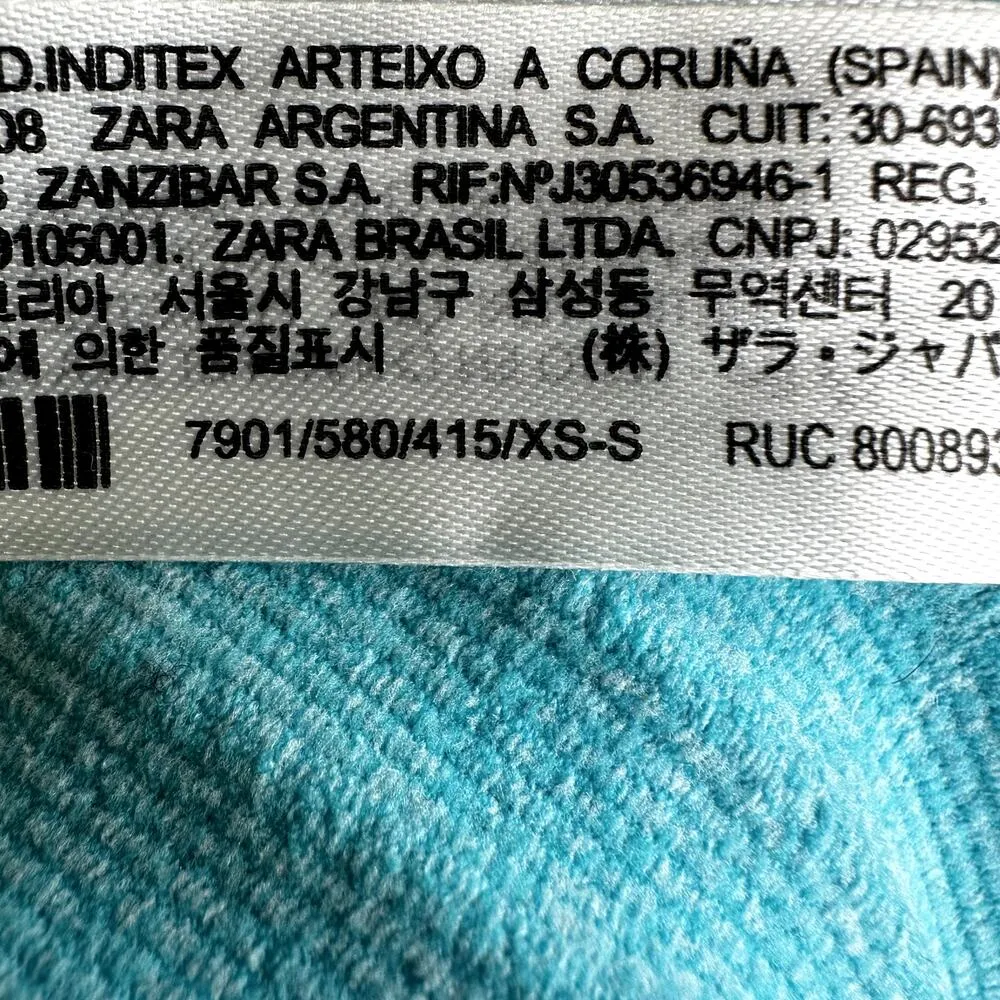 D.INDITEX ARTEIXO A CORUÑA (SPAIN)
08 ZARA ARGENTINA S.A. CUIT: 30-693
ZANZIBAR S.A. RIF:NºJ30536946-1 REG.
9105001. ZARA BRASIL LTDA. CNPJ: 02952
코리아 서울시 강남구 삼성동 무역센터 20
에 의한 품질표시 (株) ザラ・ジャパ
7901/580/415/XS-S RUC 800893